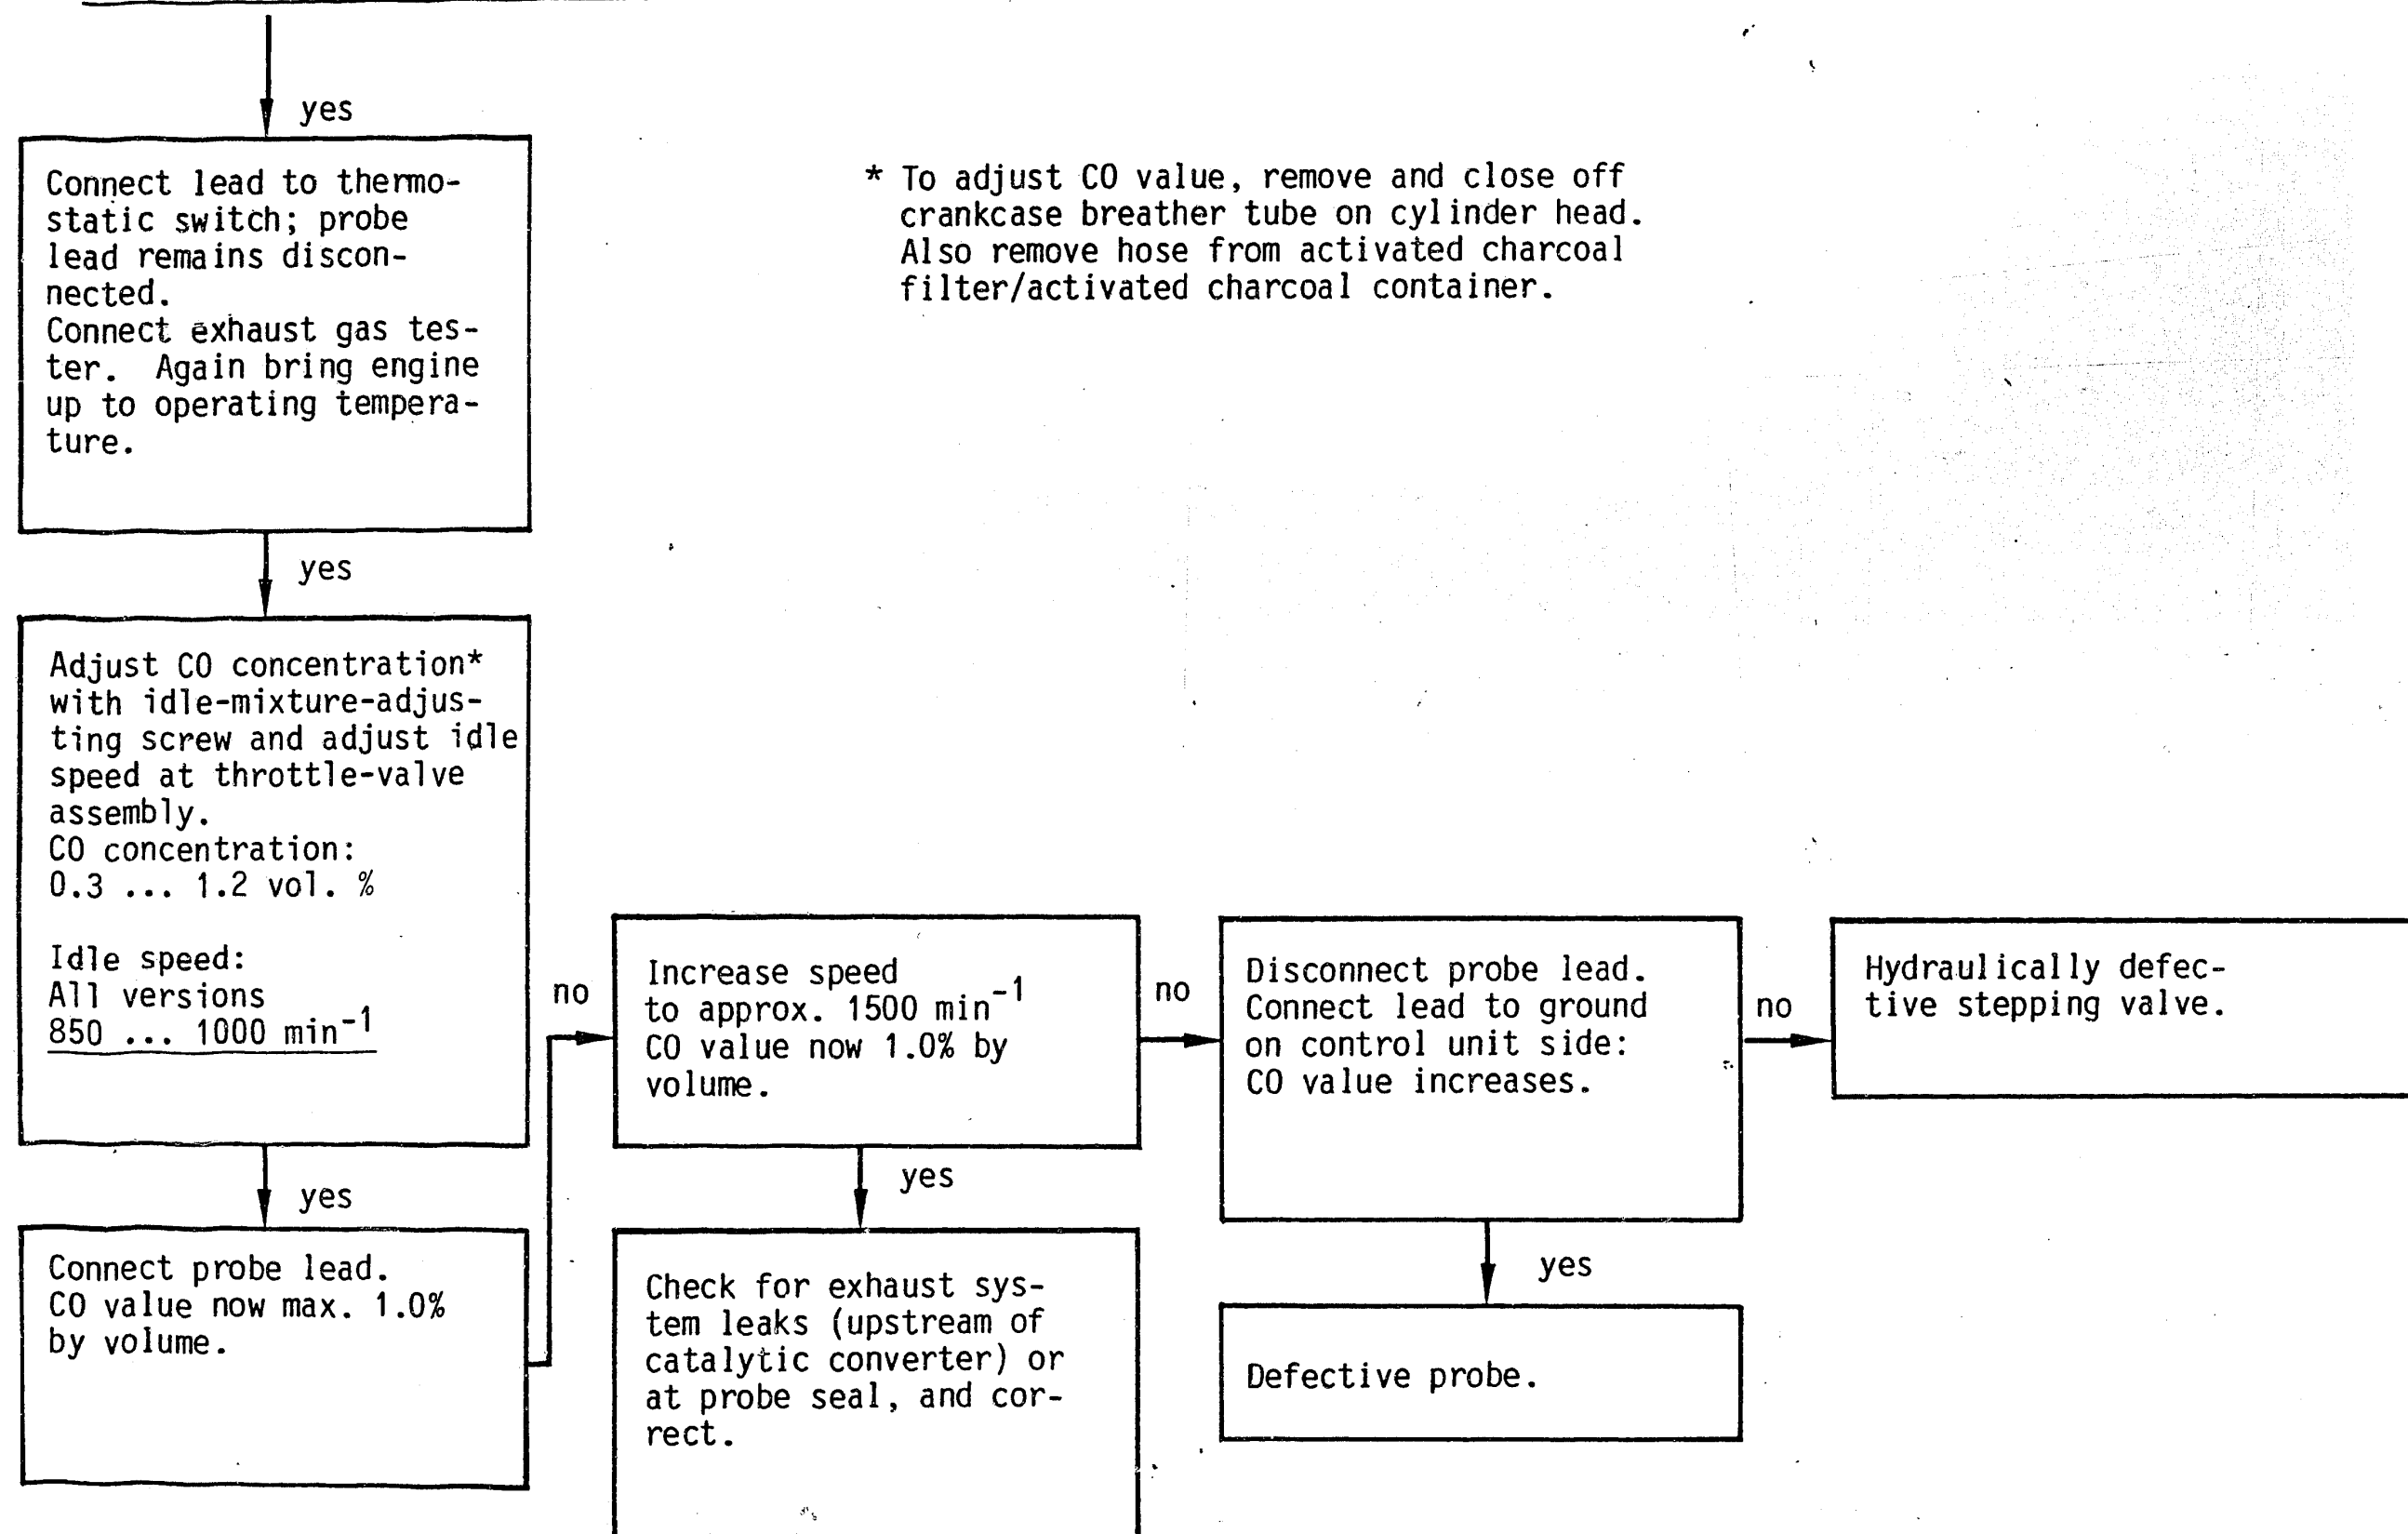 yes
Connect lead to thermo-
static switch; probe
lead remains discon-
nected.
Connect exhaust gas tes-
ter. Again bring engine
up to operating tempera-
ture.
* To adjust CO value, remove and close off
crankcase breather tube on cylinder head.
Also remove hose from activated charcoal
filter/activated charcoal container.
yes
Adjust CO concentration*
with idle-mixture-adjus-
ting screw and adjust idle
speed at throttle-valve
assembly.
CO concentration:
0.3 ... 1.2 vol. %
Idle speed:
All versions
850 ... 1000 min⁻¹
no
Increase speed
to approx. 1500 min⁻¹
CO value now 1.0% by
volume.
no
Disconnect probe lead.
Connect lead to ground
on control unit side:
CO value increases.
no
Hydraulically defec-
tive stepping valve.
yes
Connect probe lead.
CO value now max. 1.0%
by volume.
yes
Check for exhaust sys-
tem leaks (upstream of
catalytic converter) or
at probe seal, and cor-
rect.
yes
Defective probe.